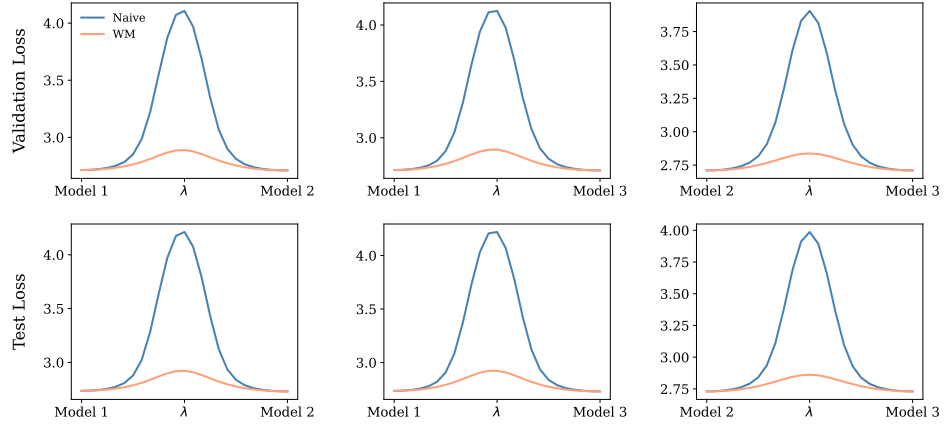 Validation Loss
4.0
3.5
3.0
Naive
WM
Model 1 λ Model 2
4.0
3.5
3.0
Model 1 λ Model 3
3.75
3.50
3.25
3.00
2.75
Model 2 λ Model 3
Test Loss
4.0
3.5
3.0
Model 1 λ Model 2
4.0
3.5
3.0
Model 1 λ Model 3
4.00
3.75
3.50
3.25
3.00
2.75
Model 2 λ Model 3